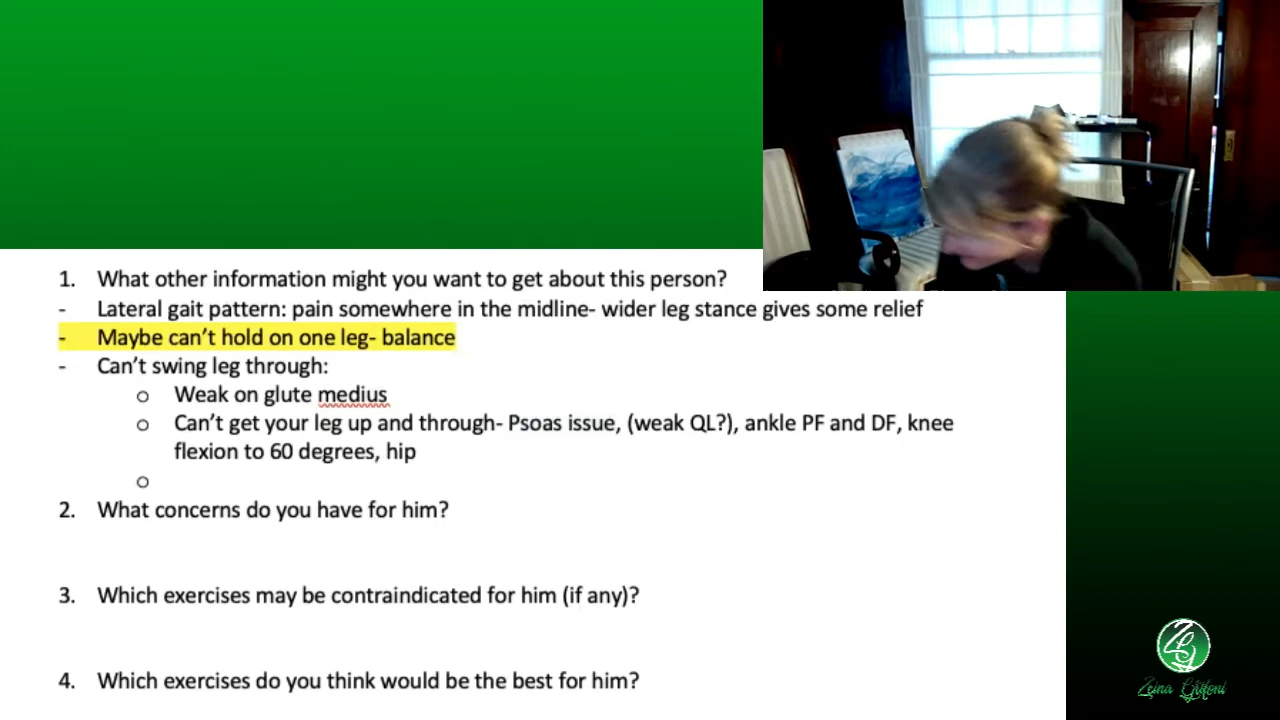 1. What other information might you want to get about this person?
- Lateral gait pattern: pain somewhere in the midline- wider leg stance gives some relief
- Maybe can't hold on one leg- balance
- Can't swing leg through:
o Weak on glute medius
o Can't get your leg up and through- Psoas issue, (weak QL?), ankle PF and DF, knee
flexion to 60 degrees, hip
o
2. What concerns do you have for him?
3. Which exercises may be contraindicated for him (if any)?
4. Which exercises do you think would be the best for him?